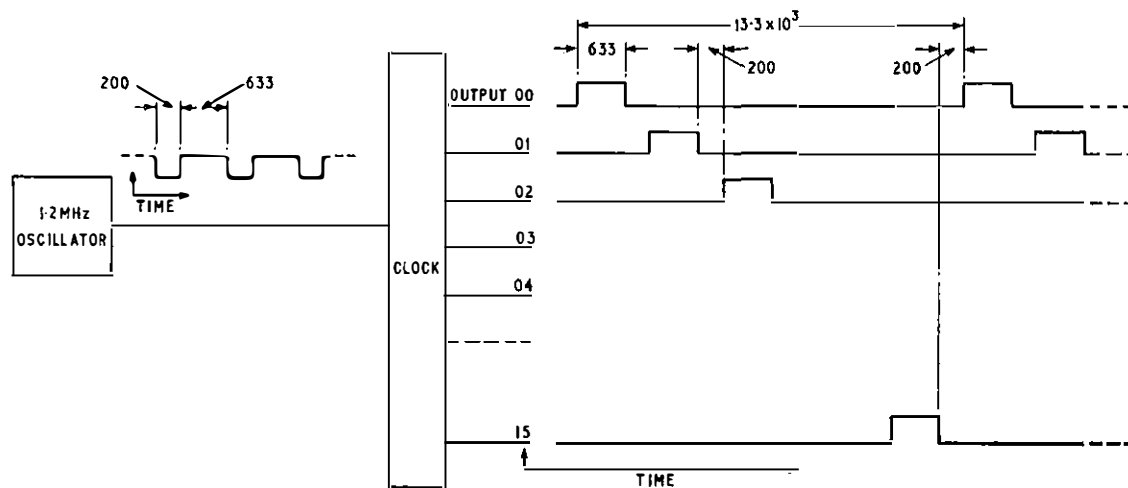 13·3 x 10³
633
200
200
200
633
OUTPUT 00
01
02
03
04
15
TIME
1·2MHz
OSCILLATOR
CLOCK
TIME